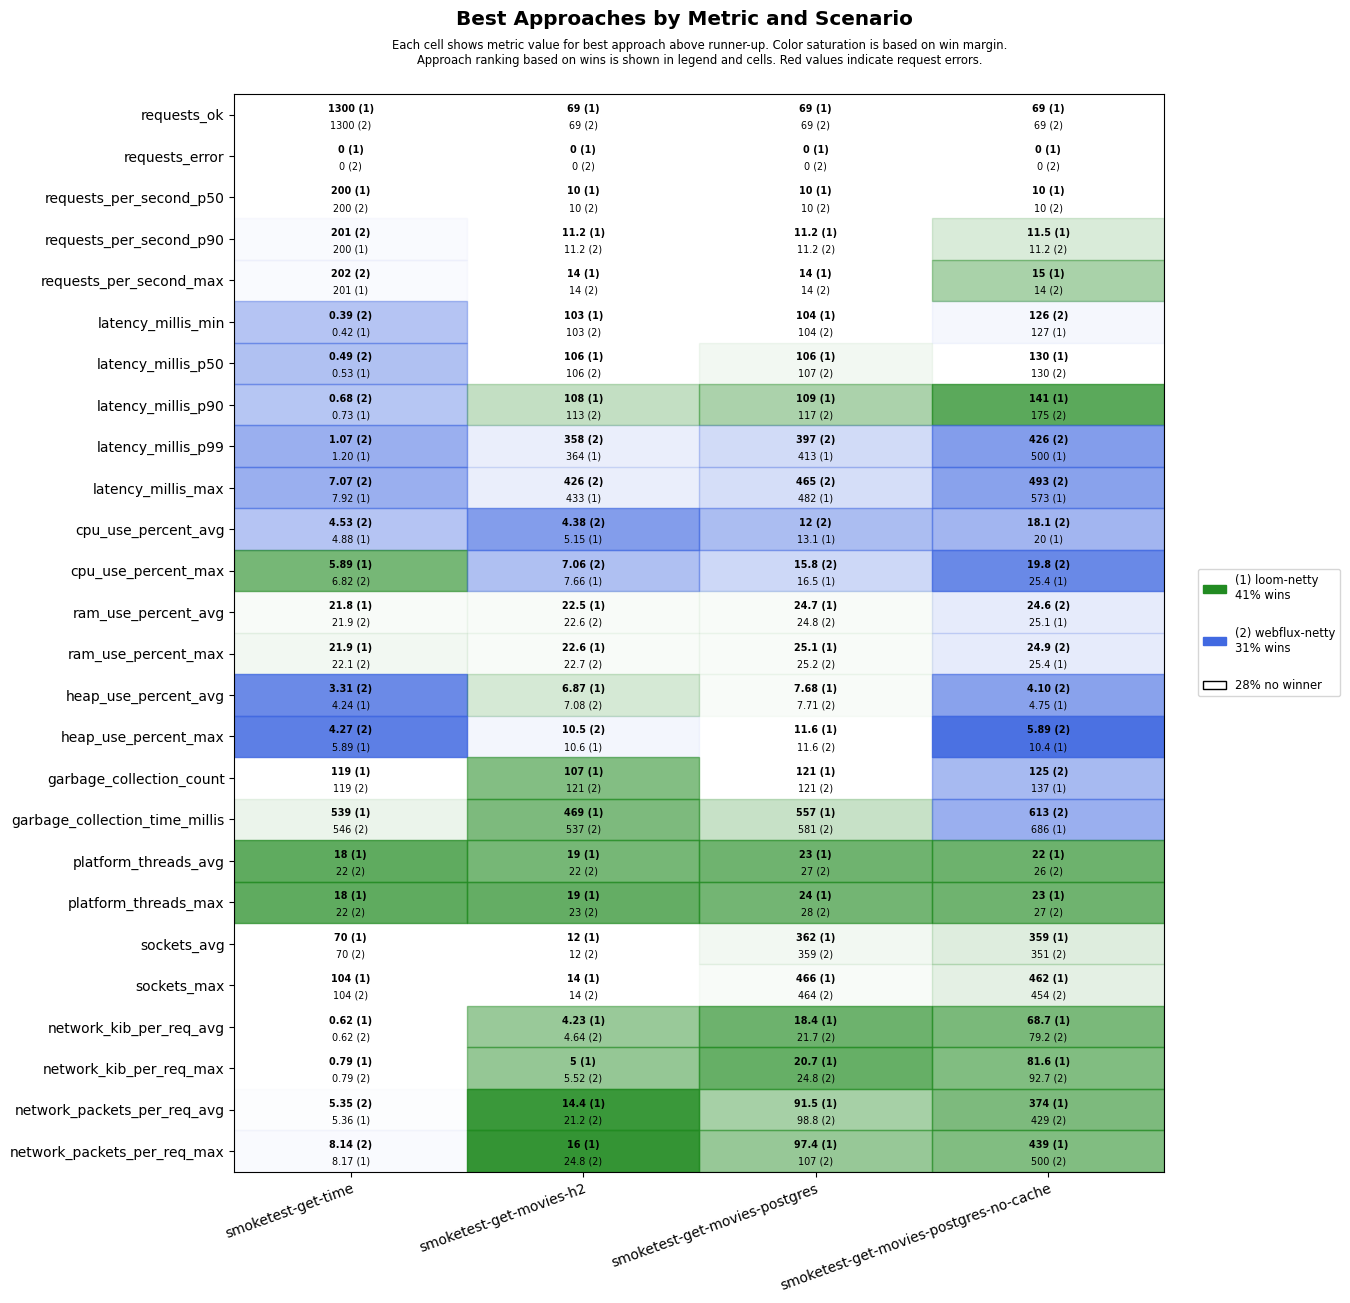 Best Approaches by Metric and Scenario
Each cell shows metric value for best approach above runner-up. Color saturation is based on win margin.
Approach ranking based on wins is shown in legend and cells. Red values indicate request errors.
requests_ok
1300 (1) 69 (1) 69 (1) 69 (1)
1300 (2) 69 (2) 69 (2) 69 (2)
requests_error
0 (1) 0 (1) 0 (1) 0 (1)
0 (2) 0 (2) 0 (2) 0 (2)
requests_per_second_p50
200 (1) 10 (1) 10 (1) 10 (1)
200 (2) 10 (2) 10 (2) 10 (2)
requests_per_second_p90
201 (2) 11.2 (1) 11.2 (1) 11.5 (1)
200 (1) 11.2 (2) 11.2 (2) 11.2 (2)
requests_per_second_max
202 (2) 14 (1) 14 (1) 15 (1)
201 (1) 14 (2) 14 (2) 14 (2)
latency_millis_min
0.39 (2) 103 (1) 104 (1) 126 (2)
0.42 (1) 103 (2) 104 (2) 127 (1)
latency_millis_p50
0.49 (2) 106 (1) 106 (1) 130 (1)
0.53 (1) 106 (2) 107 (2) 130 (2)
latency_millis_p90
0.68 (2) 108 (1) 109 (1) 141 (1)
0.73 (1) 113 (2) 117 (2) 175 (2)
latency_millis_p99
1.07 (2) 358 (2) 397 (2) 426 (2)
1.20 (1) 364 (1) 413 (1) 500 (1)
latency_millis_max
7.07 (2) 426 (2) 465 (2) 493 (2)
7.92 (1) 433 (1) 482 (1) 573 (1)
cpu_use_percent_avg
4.53 (2) 4.38 (2) 12 (2) 18.1 (2)
4.88 (1) 5.15 (1) 13.1 (1) 20 (1)
cpu_use_percent_max
5.89 (1) 7.06 (2) 15.8 (2) 19.8 (2)
6.82 (2) 7.66 (1) 16.5 (1) 25.4 (1)
ram_use_percent_avg
21.8 (1) 22.5 (1) 24.7 (1) 24.6 (2)
21.9 (2) 22.6 (2) 24.8 (2) 25.1 (1)
ram_use_percent_max
21.9 (1) 22.6 (1) 25.1 (1) 24.9 (2)
22.1 (2) 22.7 (2) 25.2 (2) 25.4 (1)
heap_use_percent_avg
3.31 (2) 6.87 (1) 7.68 (1) 4.10 (2)
4.24 (1) 7.08 (2) 7.71 (2) 4.75 (1)
heap_use_percent_max
4.27 (2) 10.5 (2) 11.6 (1) 5.89 (2)
5.89 (1) 10.6 (1) 11.6 (2) 10.4 (1)
garbage_collection_count
119 (1) 107 (1) 121 (1) 125 (2)
119 (2) 121 (2) 121 (2) 137 (1)
garbage_collection_time_millis
539 (1) 469 (1) 557 (1) 613 (2)
546 (2) 537 (2) 581 (2) 686 (1)
platform_threads_avg
18 (1) 19 (1) 23 (1) 22 (1)
22 (2) 22 (2) 27 (2) 26 (2)
platform_threads_max
18 (1) 19 (1) 24 (1) 23 (1)
22 (2) 23 (2) 28 (2) 27 (2)
sockets_avg
70 (1) 12 (1) 362 (1) 359 (1)
70 (2) 12 (2) 359 (2) 351 (2)
sockets_max
104 (1) 14 (1) 466 (1) 462 (1)
104 (2) 14 (2) 464 (2) 454 (2)
network_kib_per_req_avg
0.62 (1) 4.23 (1) 18.4 (1) 68.7 (1)
0.62 (2) 4.64 (2) 21.7 (2) 79.2 (2)
network_kib_per_req_max
0.79 (1) 5 (1) 20.7 (1) 81.6 (1)
0.79 (2) 5.52 (2) 24.8 (2) 92.7 (2)
network_packets_per_req_avg
5.35 (2) 14.4 (1) 91.5 (1) 374 (1)
5.36 (1) 21.2 (2) 98.8 (2) 429 (2)
network_packets_per_req_max
8.14 (2) 16 (1) 97.4 (1) 439 (1)
8.17 (1) 24.8 (2) 107 (2) 500 (2)
smoketest-get-time
smoketest-get-movies-h2
smoketest-get-movies-postgres
smoketest-get-movies-postgres-no-cache
(1) loom-netty
41% wins
(2) webflux-netty
31% wins
28% no winner